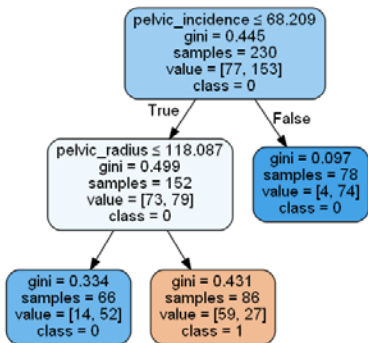 pelvic_incidence ≤ 68.209
gini = 0.445
samples = 230
value = [77, 153]
class = 0
True
False
pelvic_radius ≤ 118.087
gini = 0.499
samples = 152
value = [73, 79]
class = 0
gini = 0.097
samples = 78
value = [4, 74]
class = 0
gini = 0.334
samples = 66
value = [14, 52]
class = 0
gini = 0.431
samples = 86
value = [59, 27]
class = 1